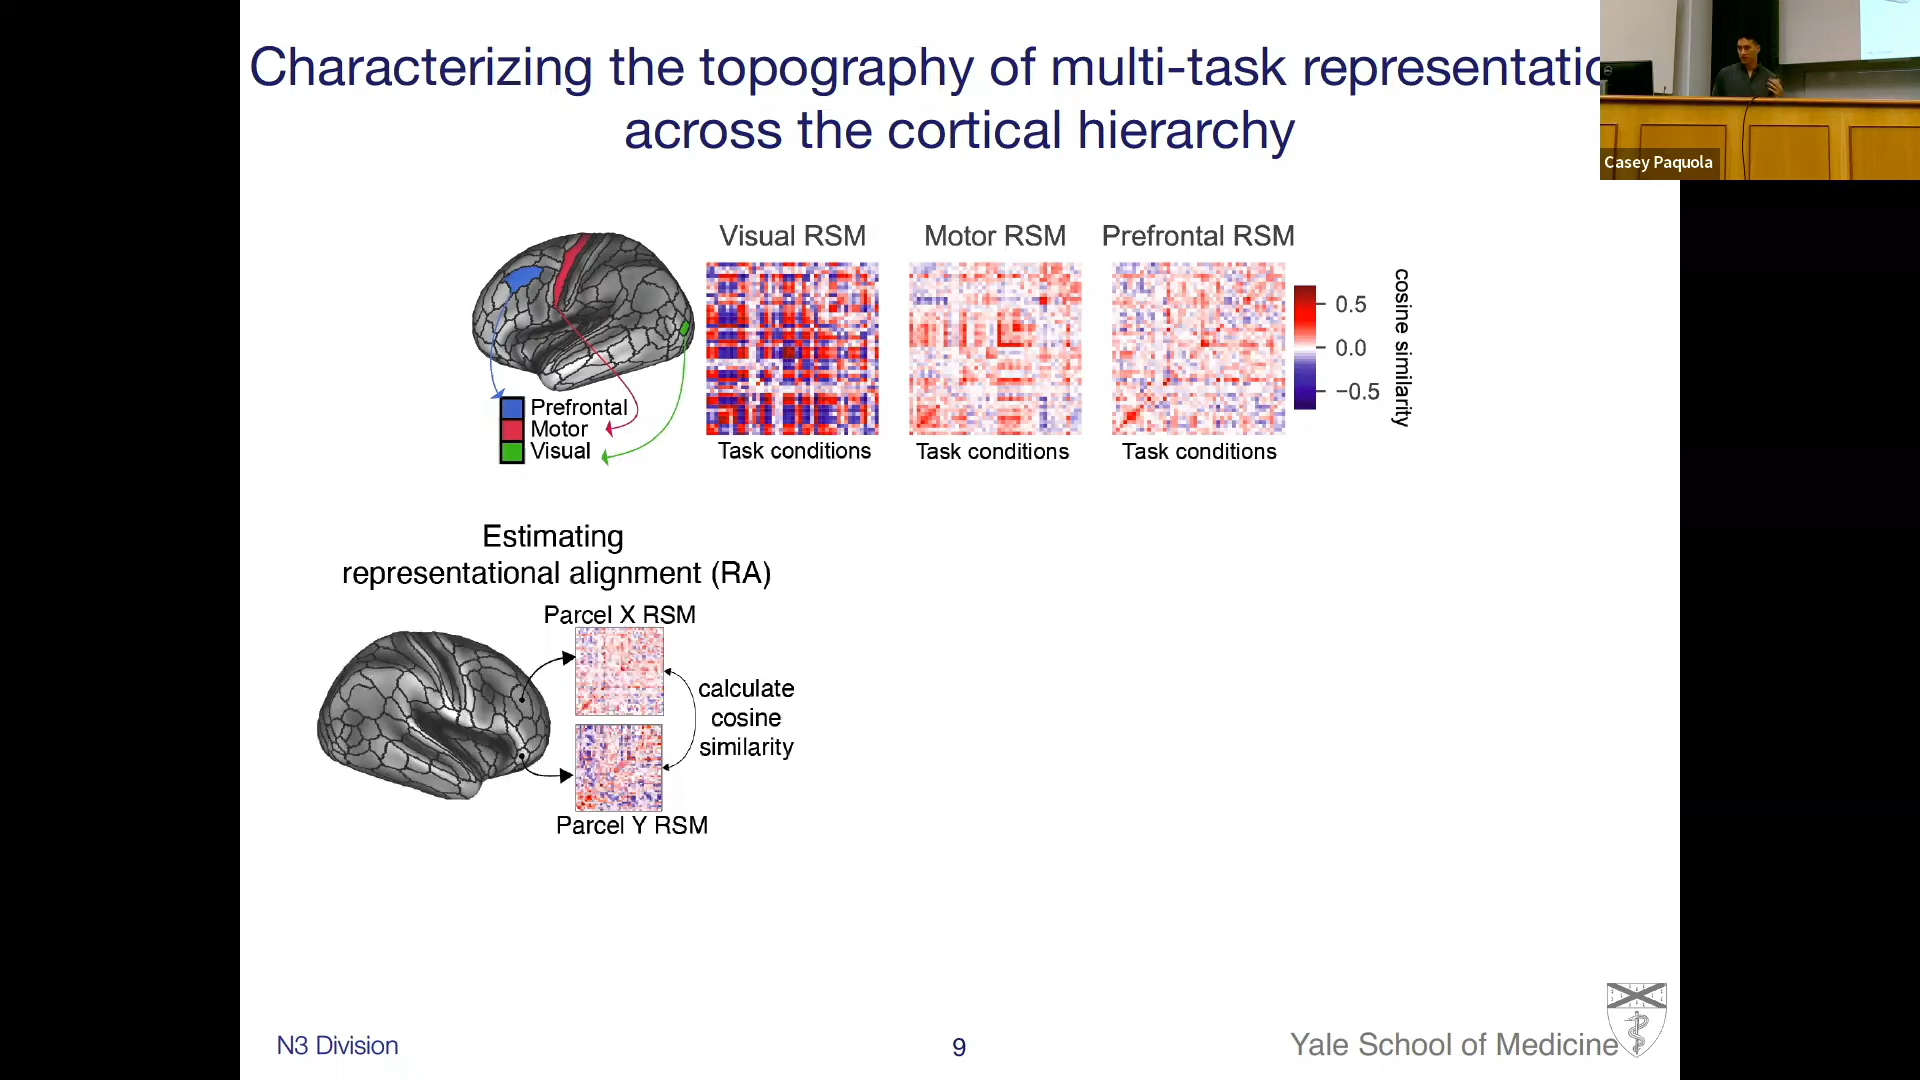 Characterizing the topography of multi-task representatio
across the cortical hierarchy
Casey Paquola
Visual RSM
Motor RSM
Prefrontal RSM
Prefrontal
Motor
Visual
Task conditions
Task conditions
Task conditions
0.5
0.0
−0.5
cosine similarity
Estimating
representational alignment (RA)
Parcel X RSM
calculate
cosine
similarity
Parcel Y RSM
N3 Division
9
Yale School of Medicine